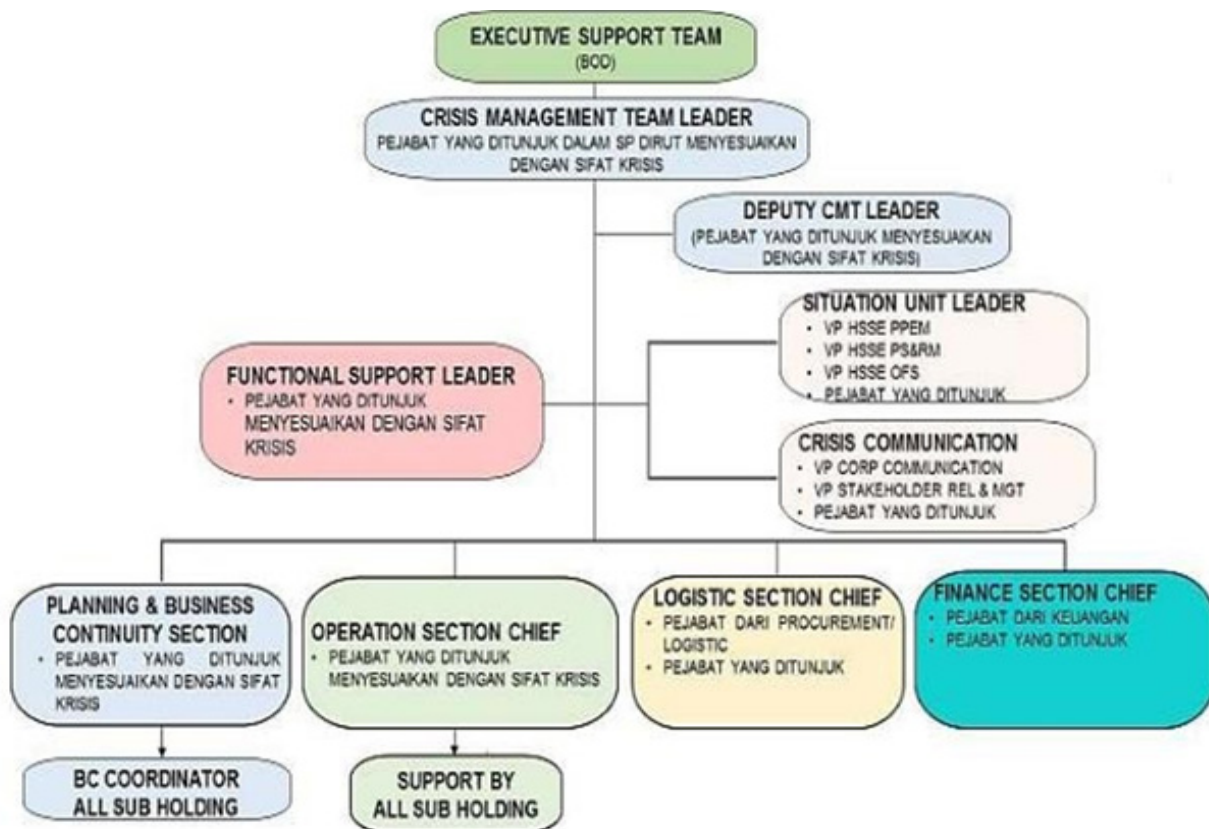 EXECUTIVE SUPPORT TEAM
(BOD)
CRISIS MANAGEMENT TEAM LEADER
PEJABAT YANG DITUNJUK DALAM SP DIRUT MENYESUAIKAN
DENGAN SIFAT KRISIS
DEPUTY CMT LEADER
(PEJABAT YANG DITUNJUK MENYESUAIKAN
DENGAN SIFAT KRISIS)
SITUATION UNIT LEADER
• VP HSSE PPEM
• VP HSSE PS&RM
• VP HSSE OFS
• PEJABAT YANG DITUNJUK
FUNCTIONAL SUPPORT LEADER
• PEJABAT YANG DITUNJUK
MENYESUAIKAN DENGAN SIFAT
KRISIS
CRISIS COMMUNICATION
• VP CORP COMMUNICATION
• VP STAKEHOLDER REL & MGT
• PEJABAT YANG DITUNJUK
PLANNING & BUSINESS
CONTINUITY SECTION
• PEJABAT YANG DITUNJUK
MENYESUAIKAN DENGAN SIFAT
KRISIS
OPERATION SECTION CHIEF
• PEJABAT YANG DITUNJUK
MENYESUAIKAN DENGAN SIFAT KRISIS
LOGISTIC SECTION CHIEF
• PEJABAT DARI PROCUREMENT/
LOGISTIC
• PEJABAT YANG DITUNJUK
FINANCE SECTION CHIEF
• PEJABAT DARI KEUANGAN
• PEJABAT YANG DITUNJUK
BC COORDINATOR
ALL SUB HOLDING
SUPPORT BY
ALL SUB HOLDING